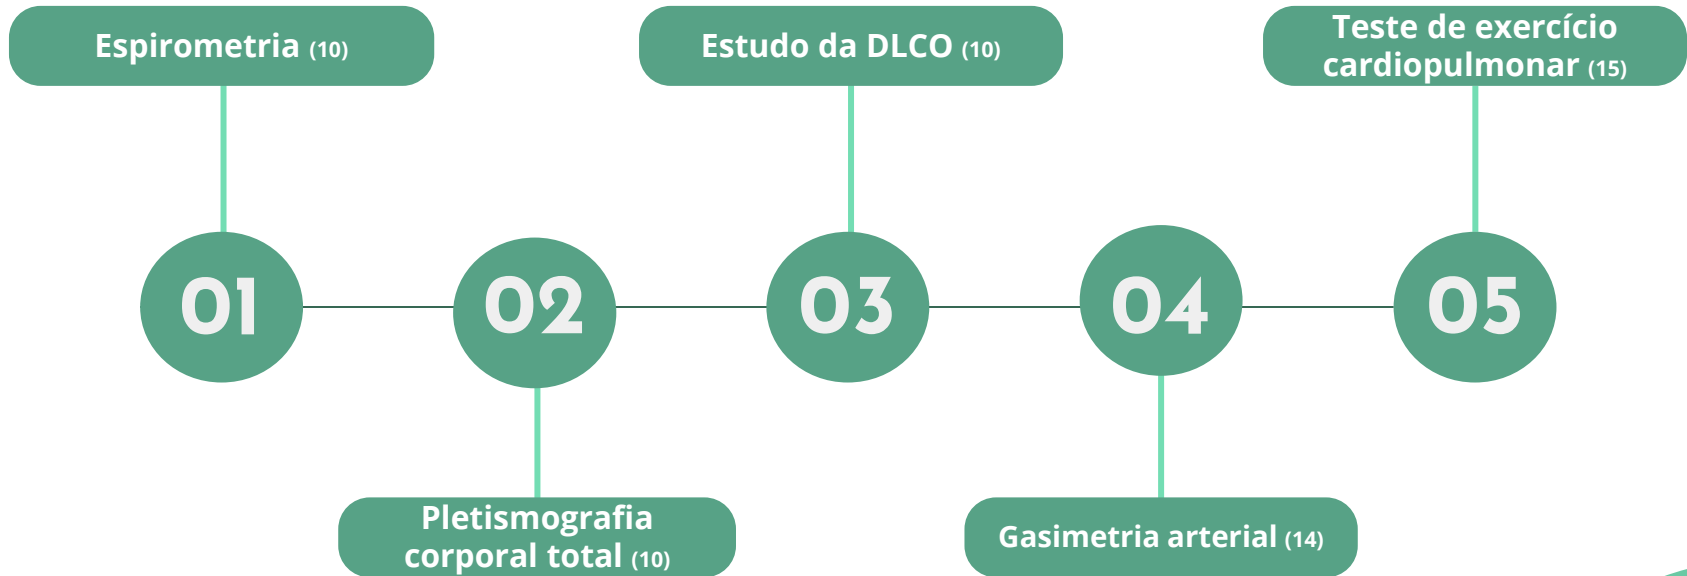 Espirometria (10)
Estudo da DLCO (10)
Teste de exercício
cardiopulmonar (15)
01
02
03
04
05
Pletismografia
corporal total (10)
Gasimetria arterial (14)